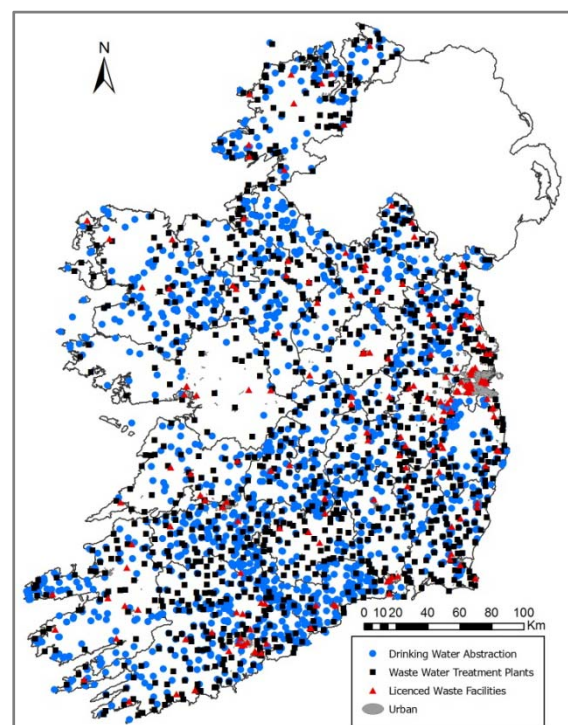 N
0 10 20 40 60 80 100
Km
Drinking Water Abstraction
Waste Water Treatment Plants
Licenced Waste Facilities
Urban